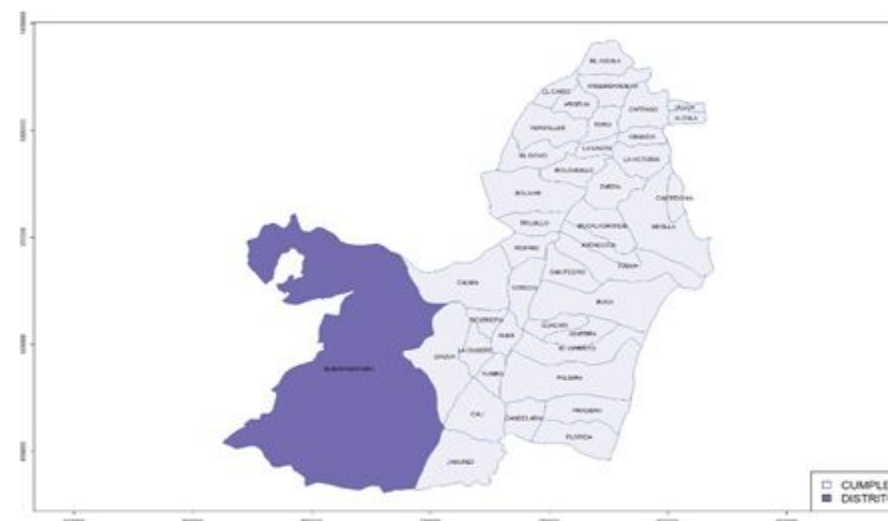 EL AGUILA
EL CAIRO
ARGELIA
CARTAGO
ULLOA
ALCALA
TORO
VERSALLES
OBANDO
LA UNION
LA VICTORIA
EL DOVIO
ROLDANILLO
ZARZAL
BOLIVAR
CAICEDONIA
SEVILLA
TRUJILLO
BUGALAGRANDE
ANDALUCIA
RIOFRIO
TULUA
SAN PEDRO
CALIMA
YOTOCO
BUGA
RESTREPO
GUACARI
GINEBRA
VIJES
EL CERRITO
LA CUMBRE
DAGUA
BUENAVENTURA
YUMBO
PALMIRA
CALI
CANDELARIA
PRADERA
FLORIDA
JAMUNDI
CUMPLE
DISTRITO